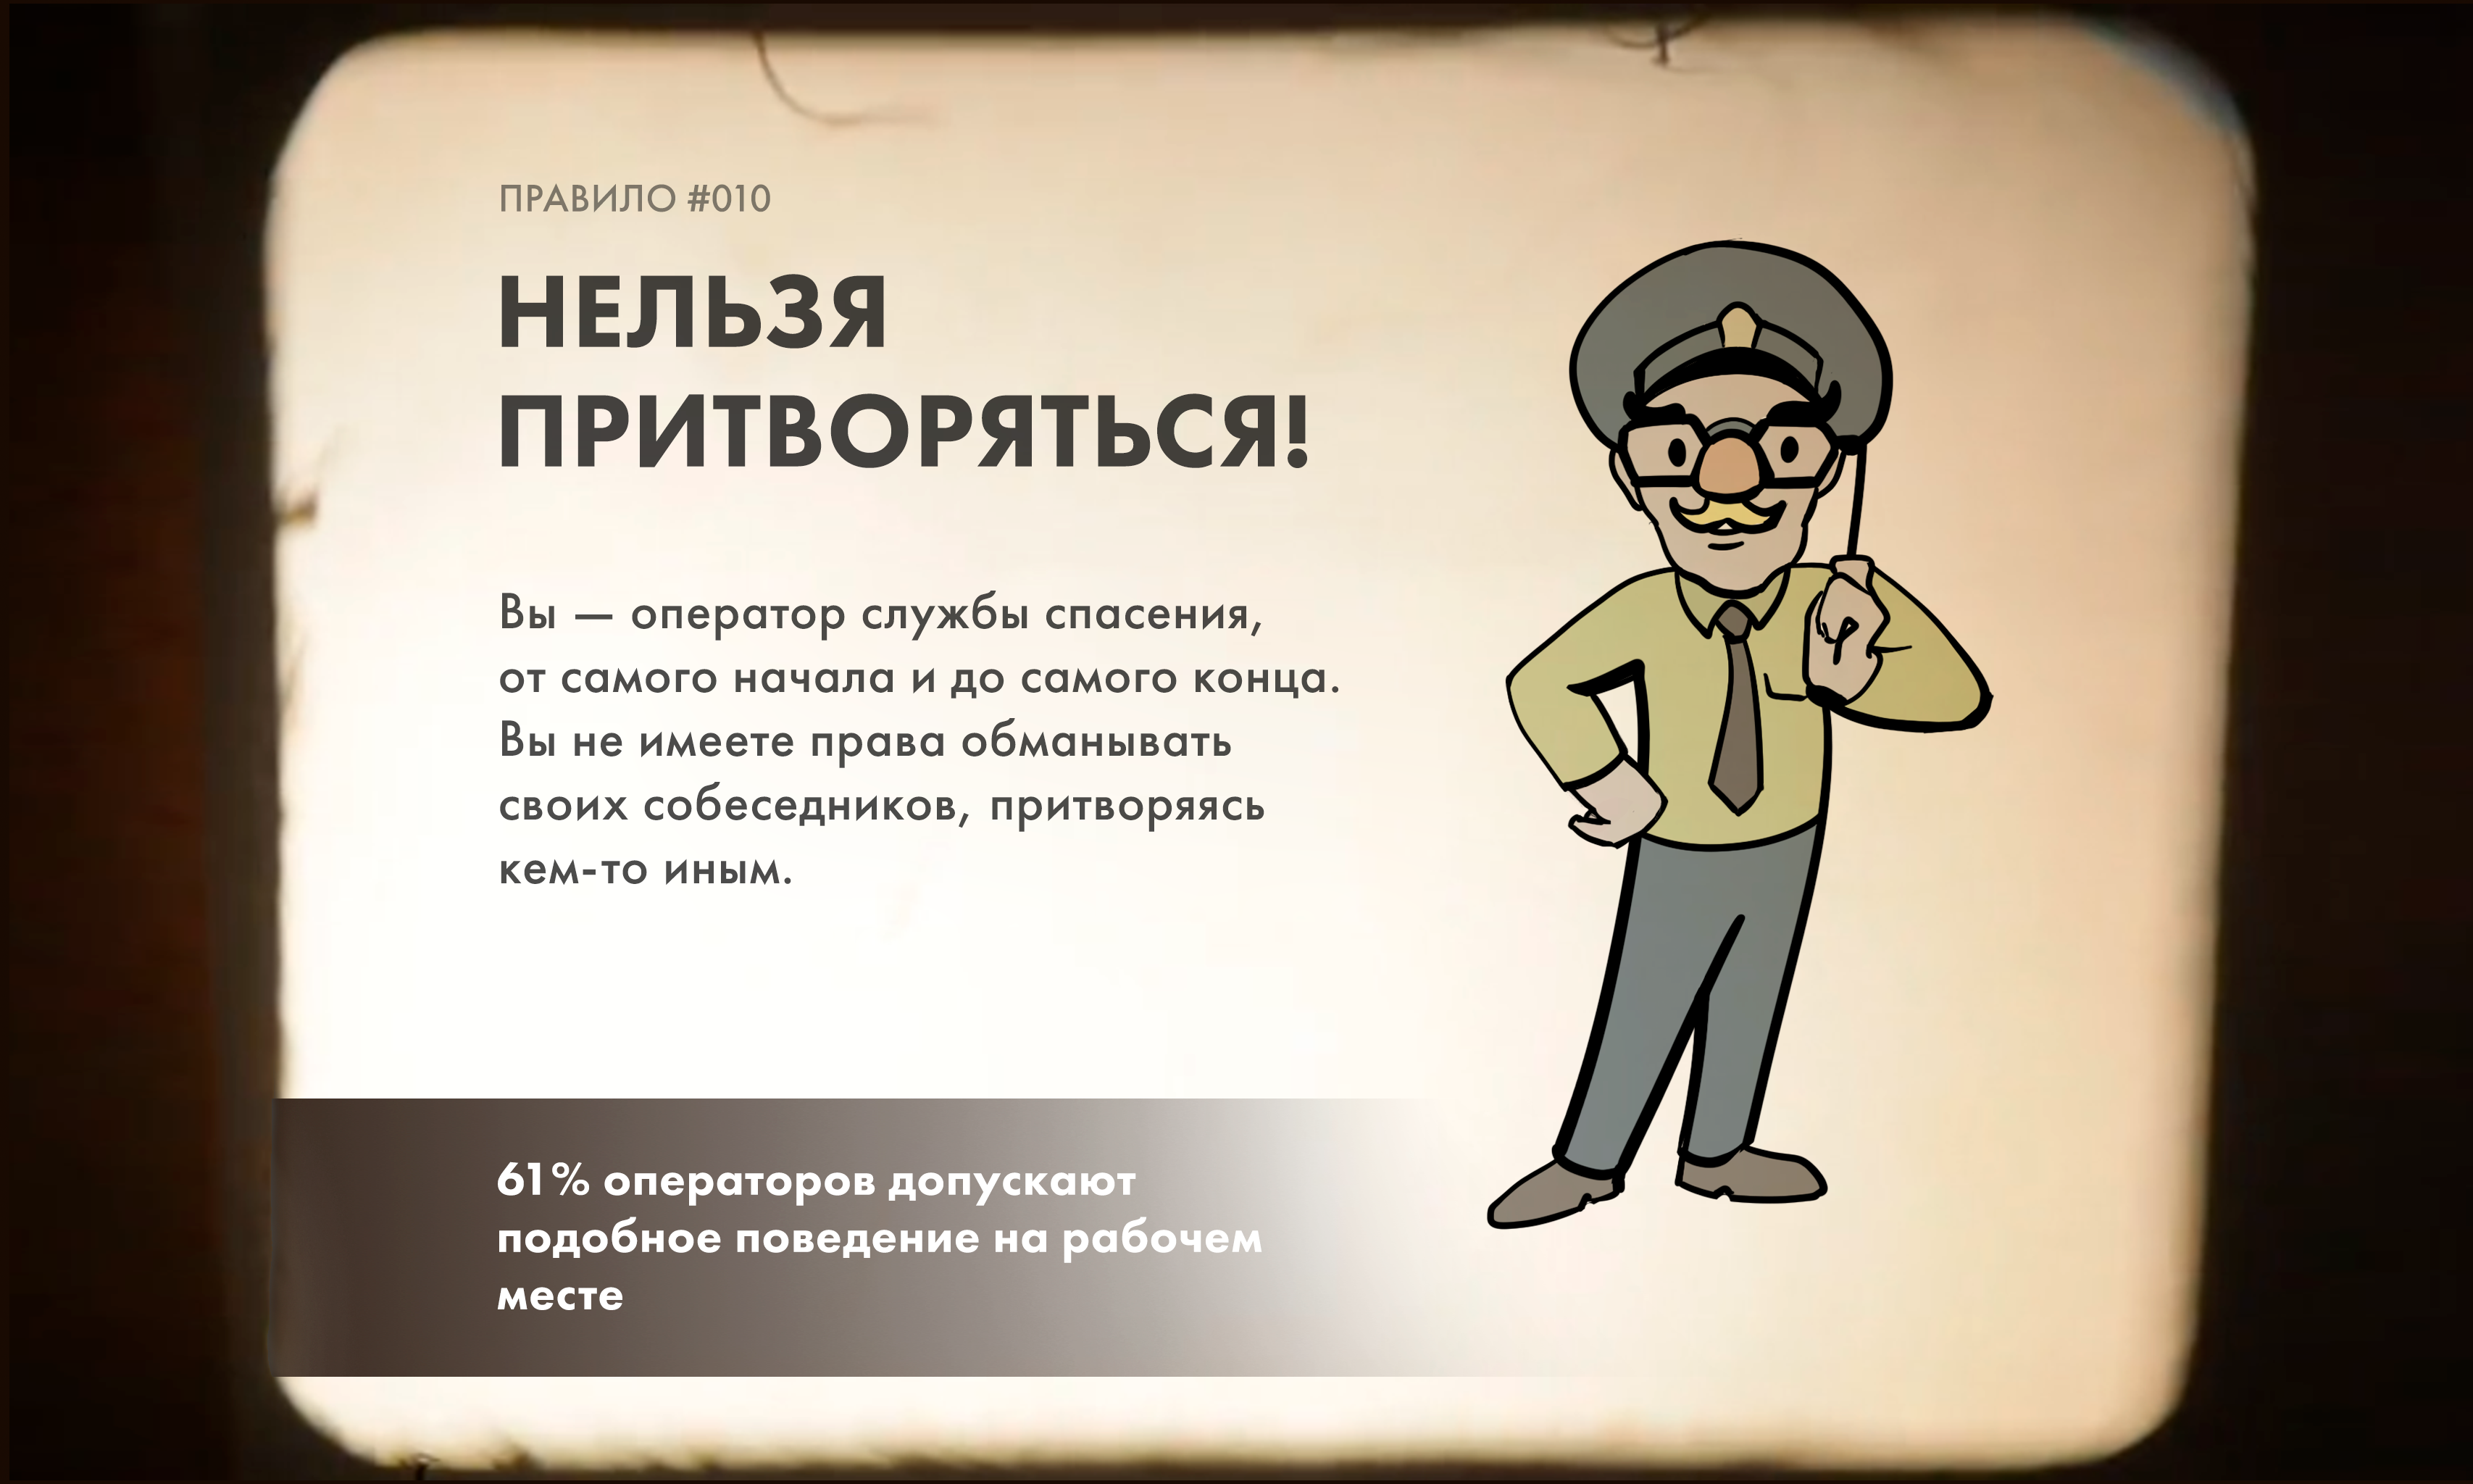 ПРАВИЛО #010
НЕЛЬЗЯ
ПРИТВОРЯТЬСЯ!
Вы — оператор службы спасения,
от самого начала и до самого конца.
Вы не имеете права обманывать
своих собеседников, притворяясь
кем-то иным.
61% операторов допускают
подобное поведение на рабочем
месте